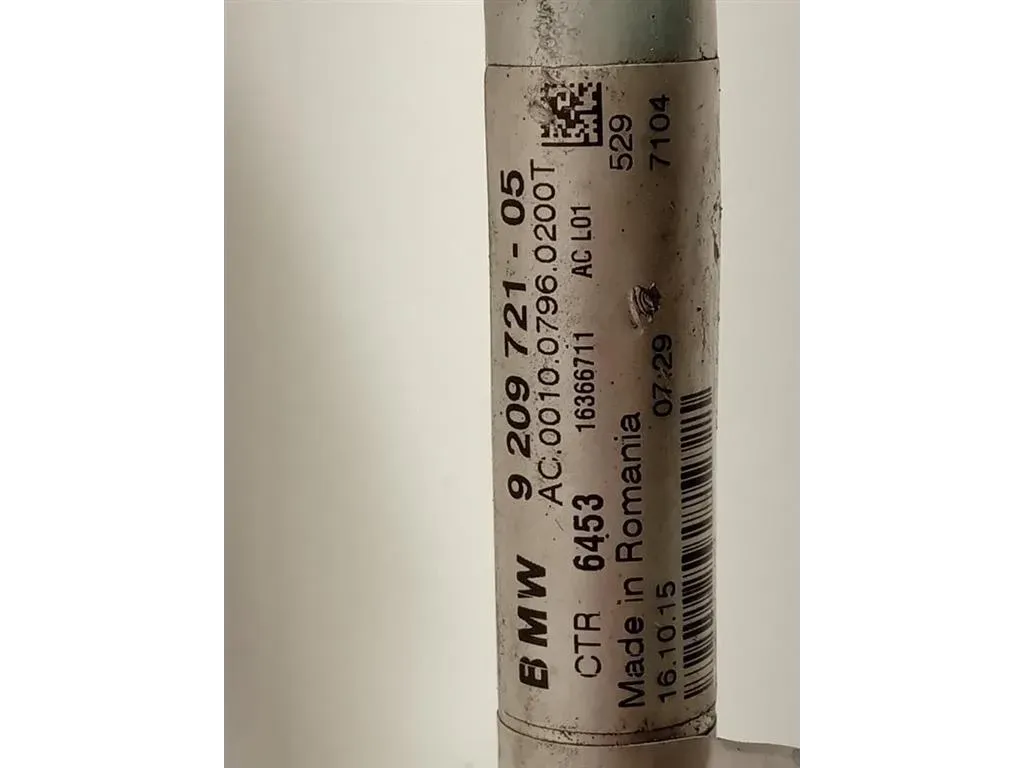 BMW 9 209 721 - 05
AC.0010.0796.0200T
CTR 6453 16366711 AC L01
Made in Romania 529
16.10.15 07:29 7104